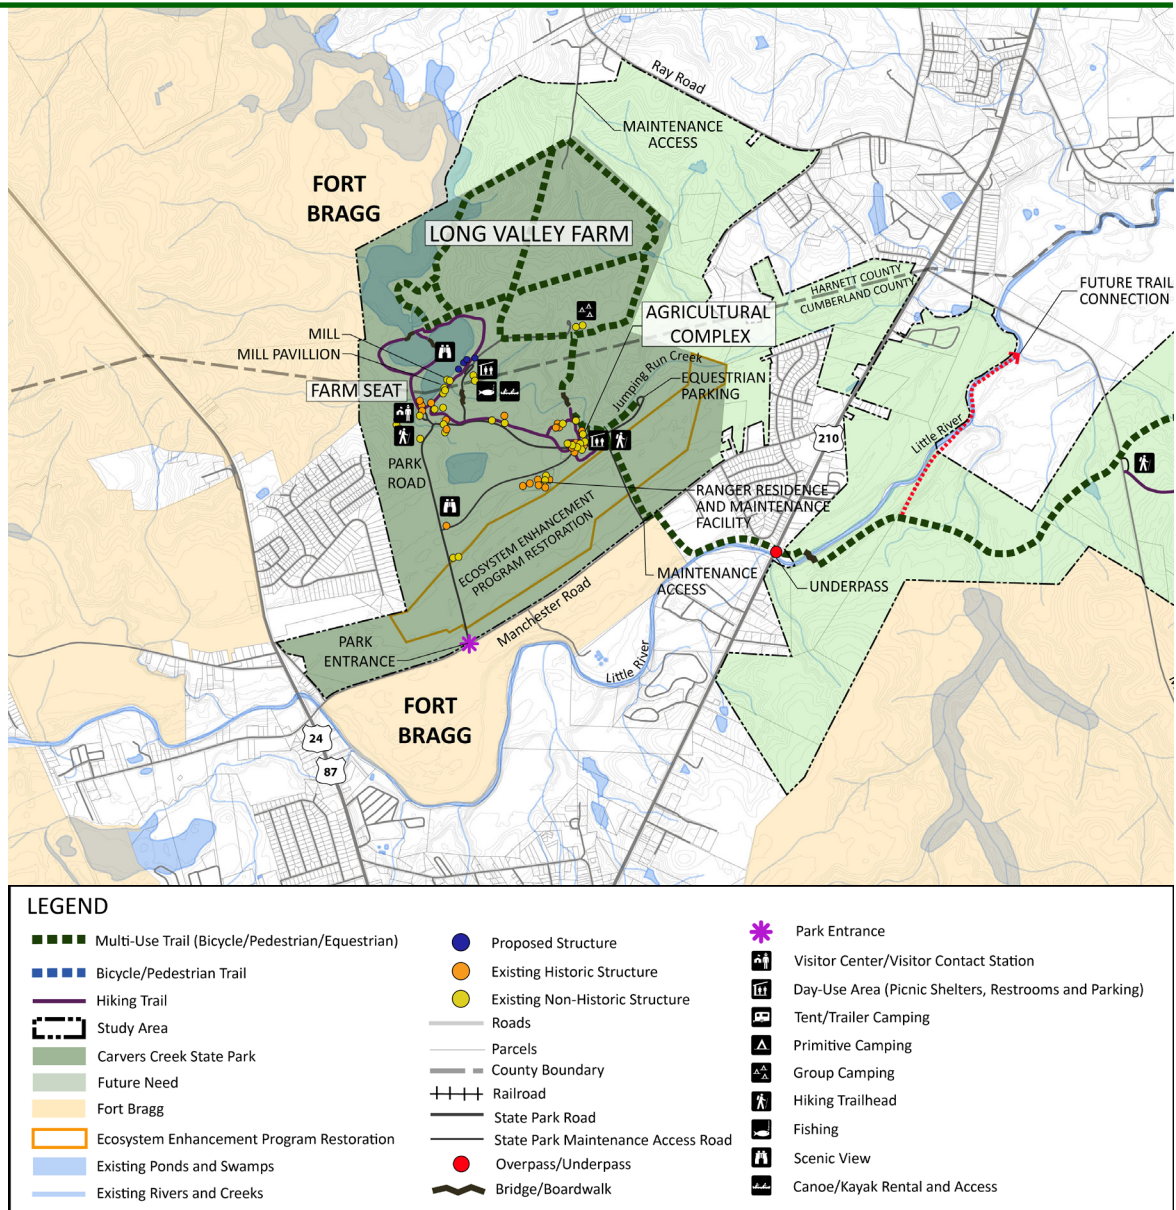 Ray Road
MAINTENANCE
ACCESS
FORT
BRAGG
LONG VALLEY FARM
HARNETT COUNTY
CUMBERLAND COUNTY
FUTURE TRAIL
CONNECTION
AGRICULTURAL
COMPLEX
MILL
MILL PAVILLION
Jumping Run Creek
EQUESTRIAN
PARKING
FARM SEAT
Little River
210
PARK
ROAD
RANGER RESIDENCE
AND MAINTENANCE
FACILITY
ECOSYSTEM ENHANCEMENT
PROGRAM RESTORATION
MAINTENANCE
ACCESS
UNDERPASS
Manchester Road
PARK
ENTRANCE
Little River
FORT
BRAGG
24
87
LEGEND
Multi-Use Trail (Bicycle/Pedestrian/Equestrian)
Bicycle/Pedestrian Trail
Hiking Trail
Study Area
Carvers Creek State Park
Future Need
Fort Bragg
Ecosystem Enhancement Program Restoration
Existing Ponds and Swamps
Existing Rivers and Creeks
Proposed Structure
Existing Historic Structure
Existing Non-Historic Structure
Roads
Parcels
County Boundary
Railroad
State Park Road
State Park Maintenance Access Road
Overpass/Underpass
Bridge/Boardwalk
Park Entrance
Visitor Center/Visitor Contact Station
Day-Use Area (Picnic Shelters, Restrooms and Parking)
Tent/Trailer Camping
Primitive Camping
Group Camping
Hiking Trailhead
Fishing
Scenic View
Canoe/Kayak Rental and Access